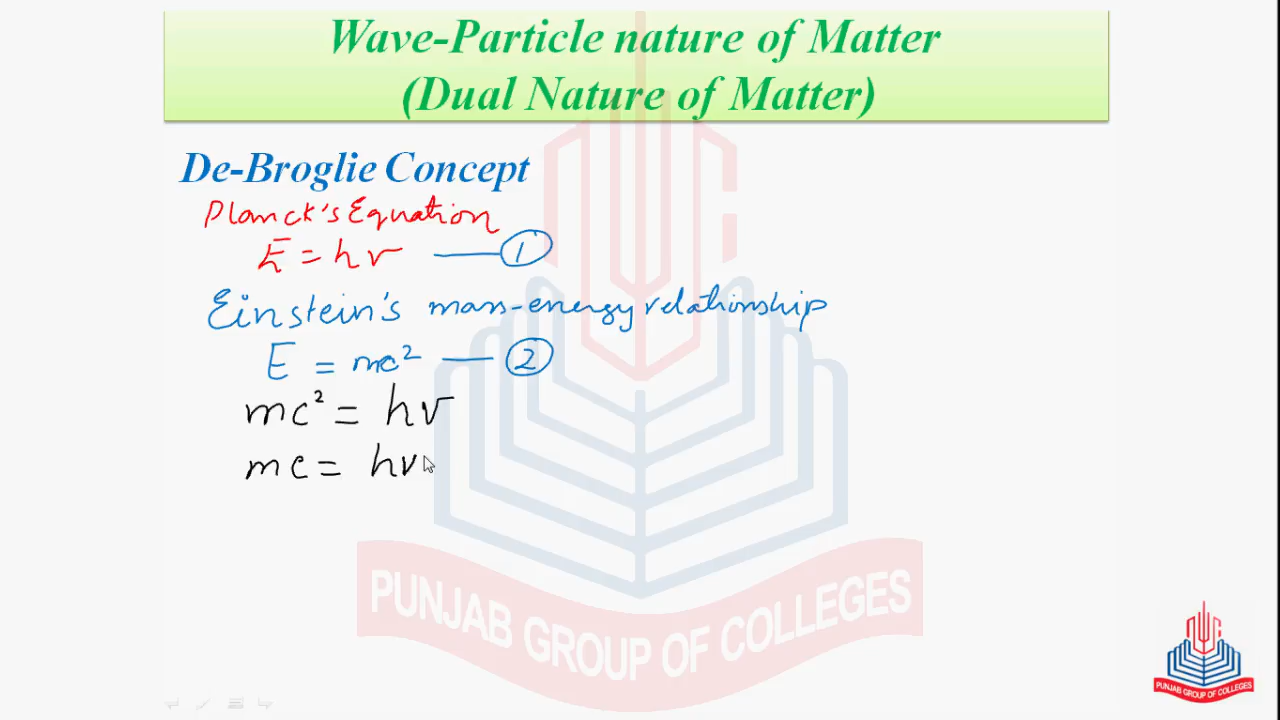 Wave-Particle nature of Matter
(Dual Nature of Matter)
De-Broglie Concept
Planck's Equation
E = hν — 1
Einstein's mass-energy relationship
E = mc² — 2
mc² = hν
mc = hν
PUNJAB GROUP OF COLLEGES
PUNJAB GROUP OF COLLEGES